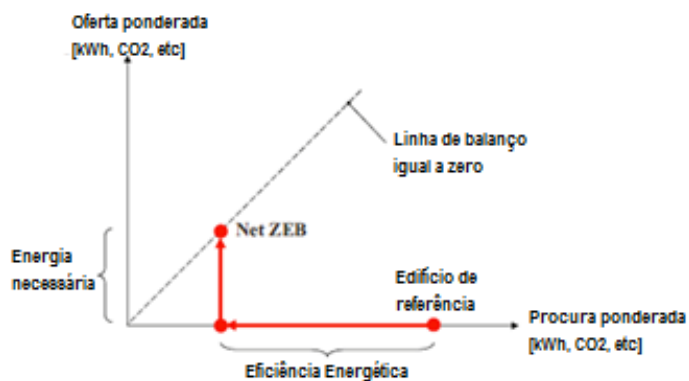 Oferta ponderada
[kWh, CO2, etc]
Linha de balanço
igual a zero
Net ZEB
Energia
necessária
Edifício de
referência
Procura ponderada
[kWh, CO2, etc]
Eficiência Energética